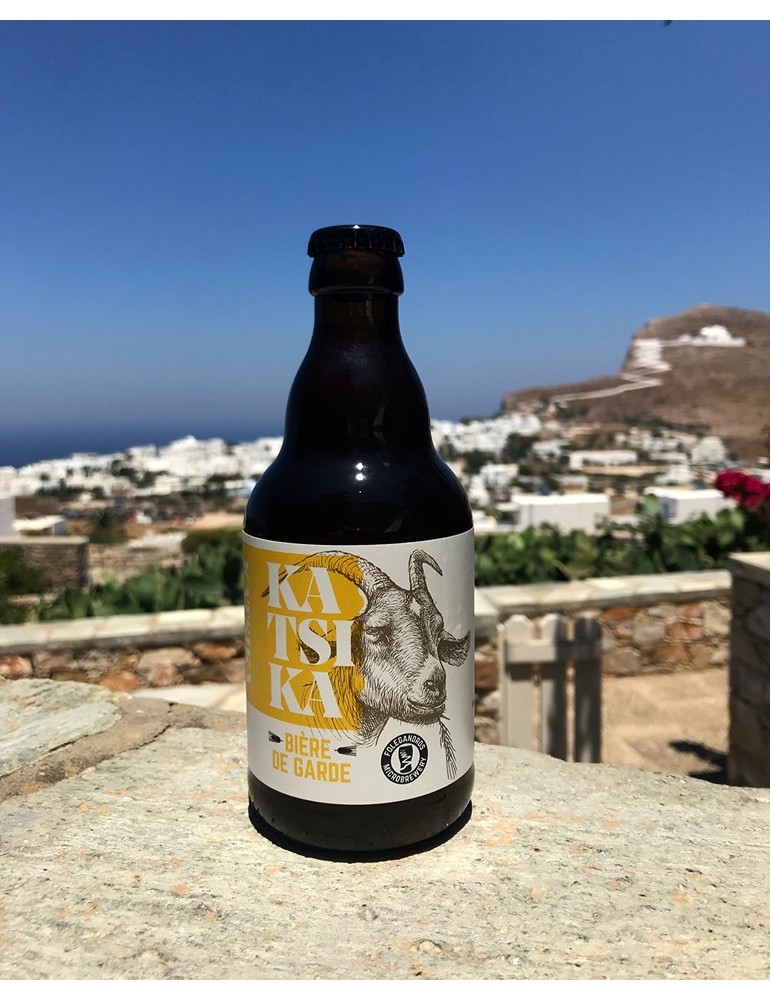 KA
TSI
KA
BIÈRE
DE GARDE
FOLEGANDROS
MICROBREWERY